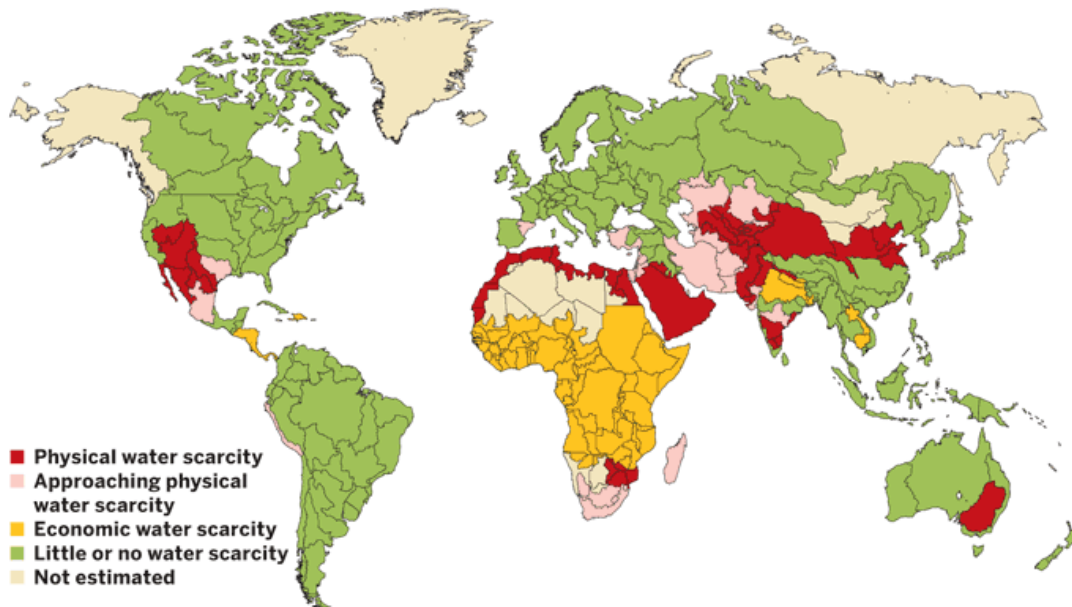 Physical water scarcity
Approaching physical
water scarcity
Economic water scarcity
Little or no water scarcity
Not estimated